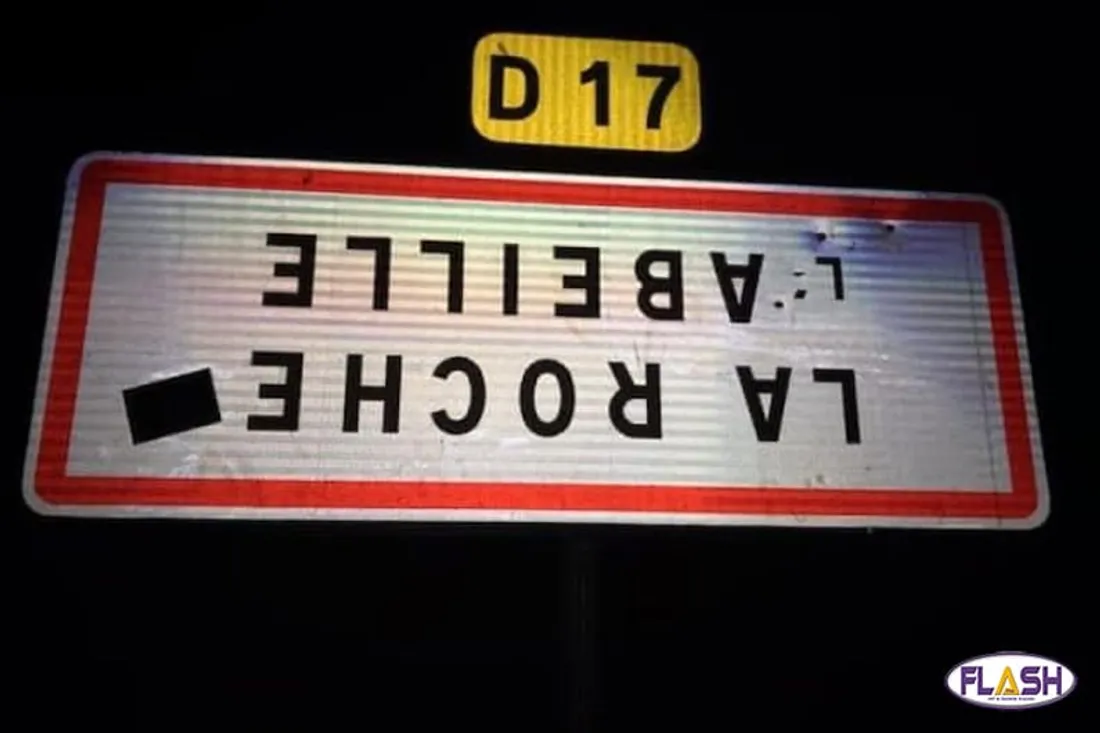 D 17
LA ROCHE
L'ABEILLE
FLASH